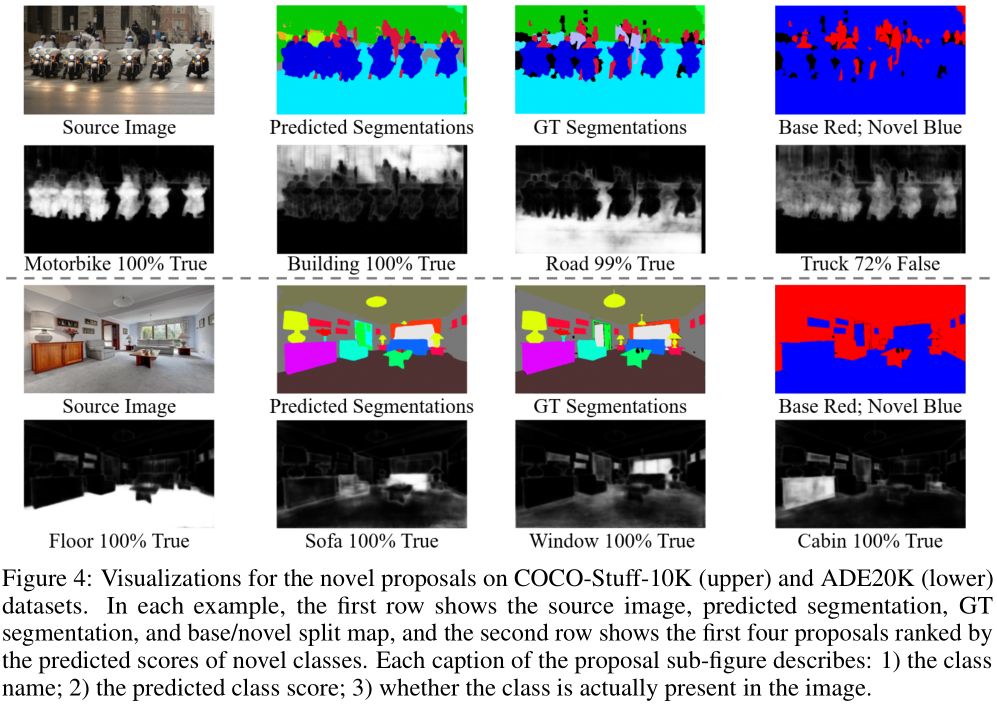 Source Image
Predicted Segmentations
GT Segmentations
Base Red; Novel Blue
Motorbike 100% True
Building 100% True
Road 99% True
Truck 72% False
Source Image
Predicted Segmentations
GT Segmentations
Base Red; Novel Blue
Floor 100% True
Sofa 100% True
Window 100% True
Cabin 100% True
Figure 4: Visualizations for the novel proposals on COCO-Stuff-10K (upper) and ADE20K (lower)
datasets. In each example, the first row shows the source image, predicted segmentation, GT
segmentation, and base/novel split map, and the second row shows the first four proposals ranked by
the predicted scores of novel classes. Each caption of the proposal sub-figure describes: 1) the class
name; 2) the predicted class score; 3) whether the class is actually present in the image.